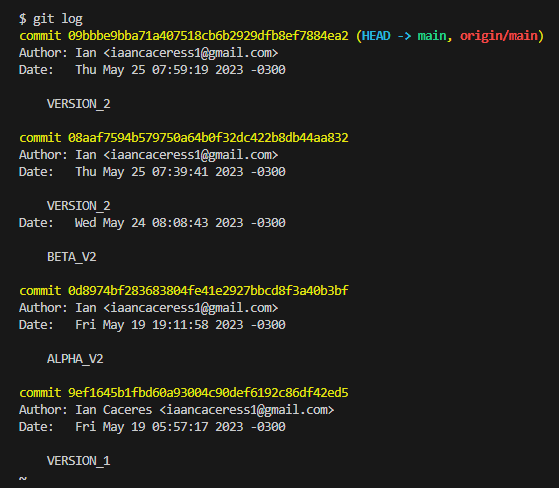 $ git log
commit 09bbbe9bba71a407518cb6b2929dfb8ef7884ea2 (HEAD -> main, origin/main)
Author: Ian <iaancaceress1@gmail.com>
Date:   Thu May 25 07:59:19 2023 -0300
VERSION_2
commit 08aaf7594b579750a64b0f32dc422b8db44aa832
Author: Ian <iaancaceress1@gmail.com>
Date:   Thu May 25 07:39:41 2023 -0300
VERSION_2
Date:   Wed May 24 08:08:43 2023 -0300
BETA_V2
commit 0d8974bf283683804fe41e2927bbcd8f3a40b3bf
Author: Ian <iaancaceress1@gmail.com>
Date:   Fri May 19 19:11:58 2023 -0300
ALPHA_V2
commit 9ef1645b1fbd60a93004c90def6192c86df42ed5
Author: Ian Caceres <iaancaceress1@gmail.com>
Date:   Fri May 19 05:57:17 2023 -0300
VERSION_1
~